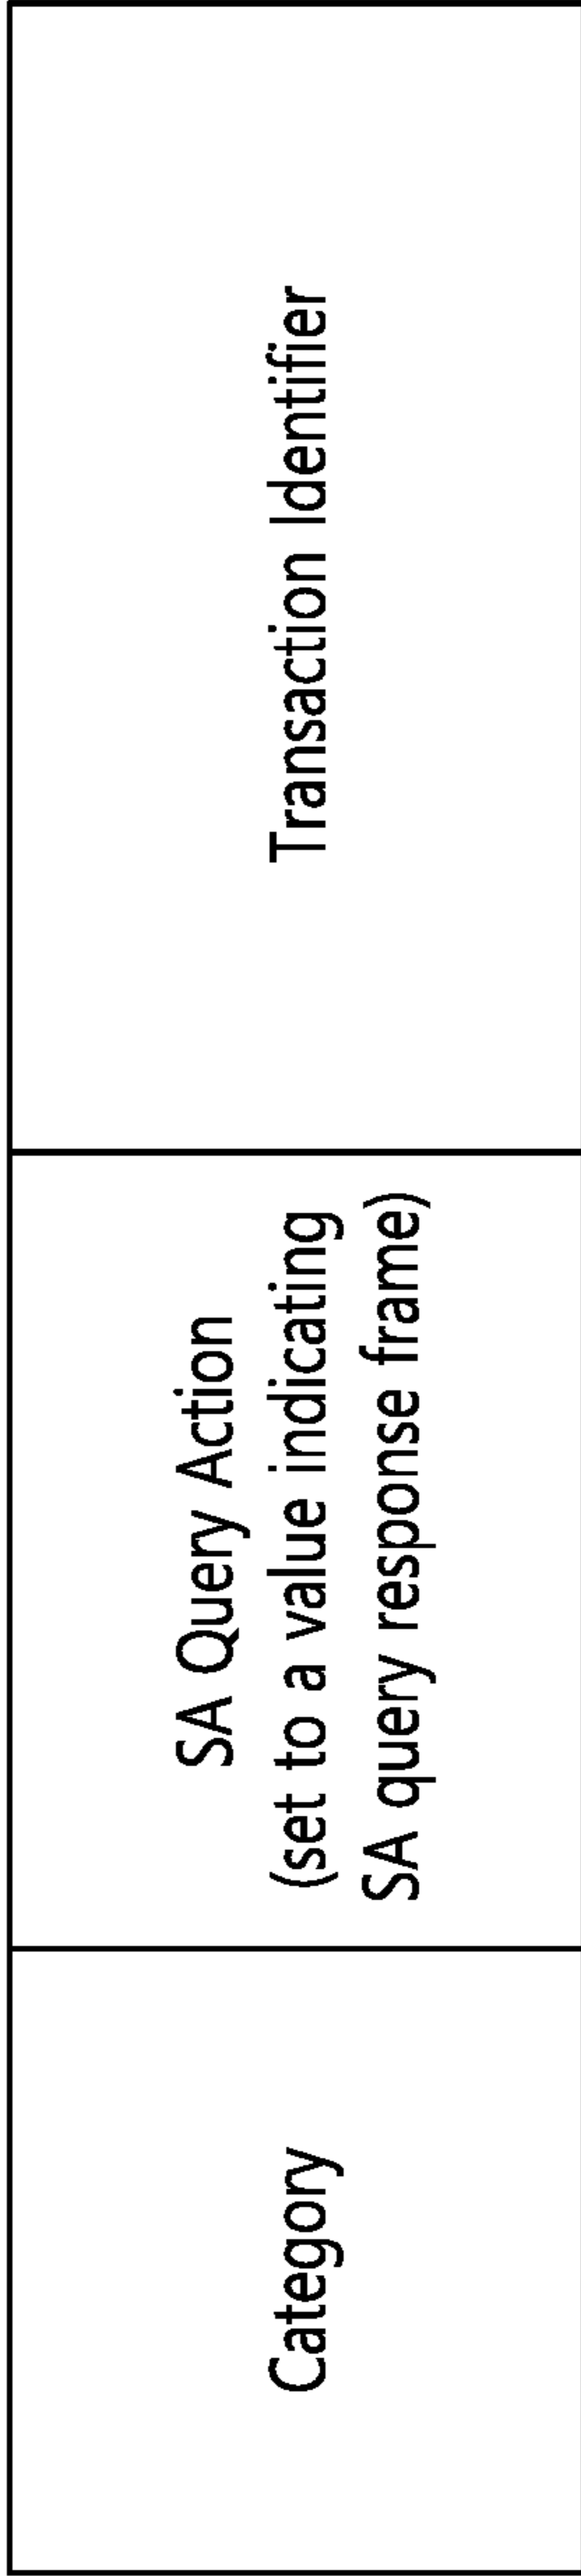 Category
SA Query Action
(set to a value indicating
SA query response frame)
Transaction Identifier